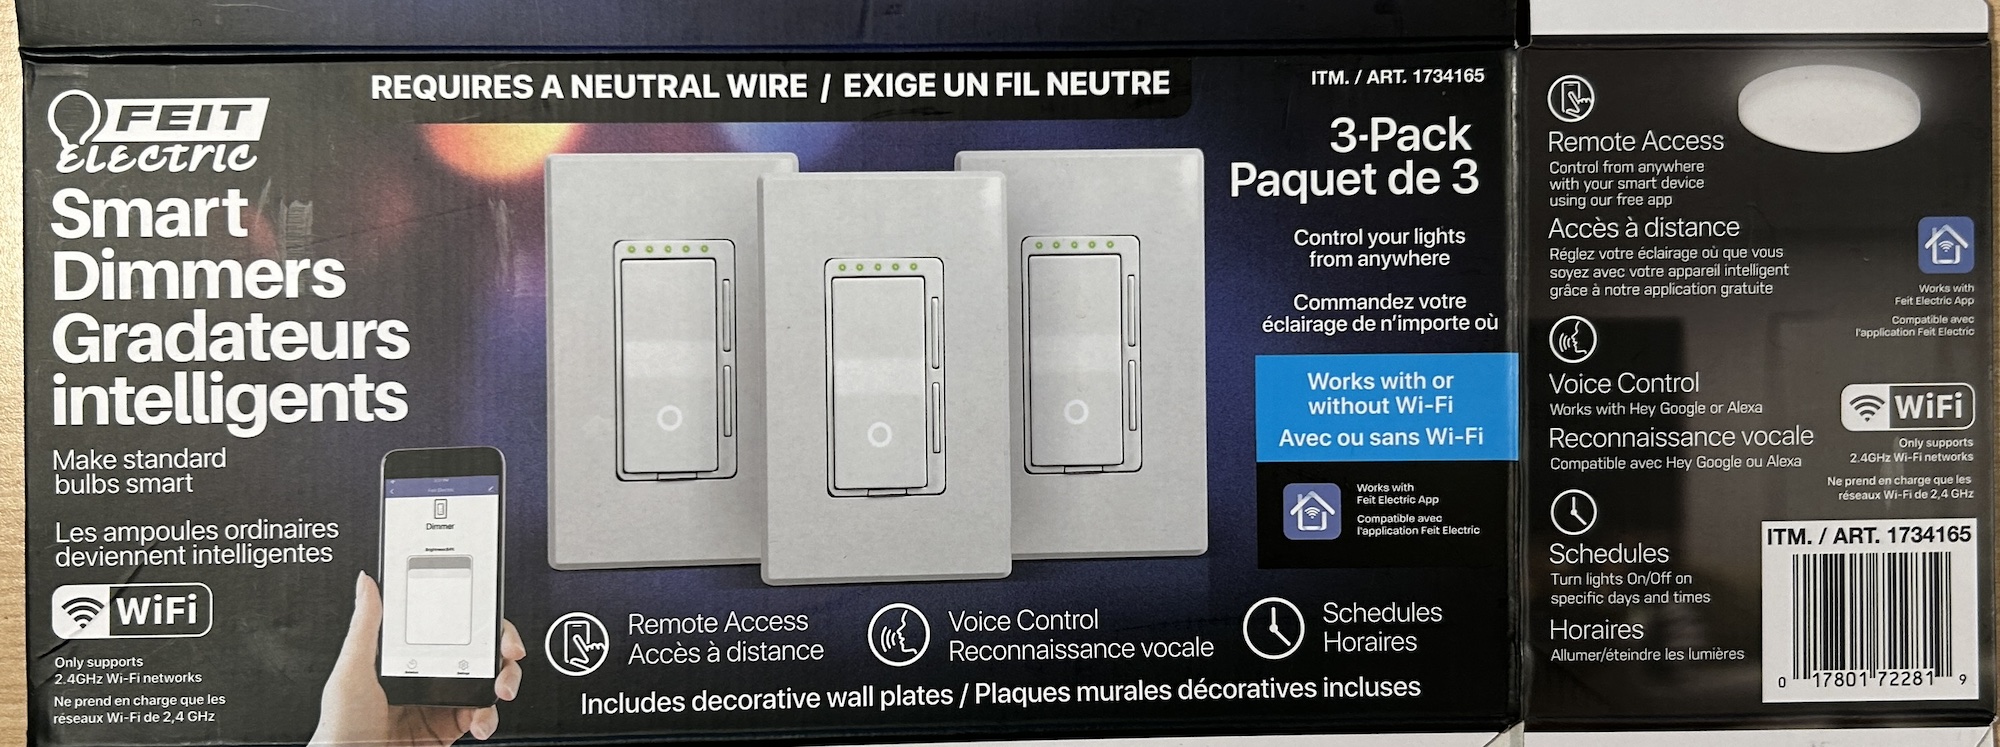 REQUIRES A NEUTRAL WIRE / EXIGE UN FIL NEUTRE
ITM. / ART. 1734165
FEIT
ELECTRIC
Smart
Dimmers
Gradateurs
intelligents
Make standard
bulbs smart
Les ampoules ordinaires
deviennent intelligentes
WiFi
Only supports
2.4GHz Wi-Fi networks
Ne prend en charge que les
réseaux Wi-Fi de 2,4 GHz
Feit Electric
Dimmer
3-Pack
Paquet de 3
Control your lights
from anywhere
Commandez votre
éclairage de n'importe où
Works with or
without Wi-Fi
Avec ou sans Wi-Fi
Works with
Feit Electric App
Compatible avec
l'application Feit Electric
Remote Access
Accès à distance
Voice Control
Reconnaissance vocale
Schedules
Horaires
Includes decorative wall plates / Plaques murales décoratives incluses
Remote Access
Control from anywhere
with your smart device
using our free app
Accès à distance
Réglez votre éclairage où que vous
soyez avec votre appareil intelligent
grâce à notre application gratuite
Works with
Feit Electric App
Compatible avec
l'application Feit Electric
Voice Control
Works with Hey Google or Alexa
Reconnaissance vocale
Compatible avec Hey Google ou Alexa
WiFi
Only supports
2.4GHz Wi-Fi networks
Ne prend en charge que les
réseaux Wi-Fi de 2,4 GHz
Schedules
Turn lights On/Off on
specific days and times
Horaires
Allumer/éteindre les lumières
ITM. / ART. 1734165
0 17801 72281 9